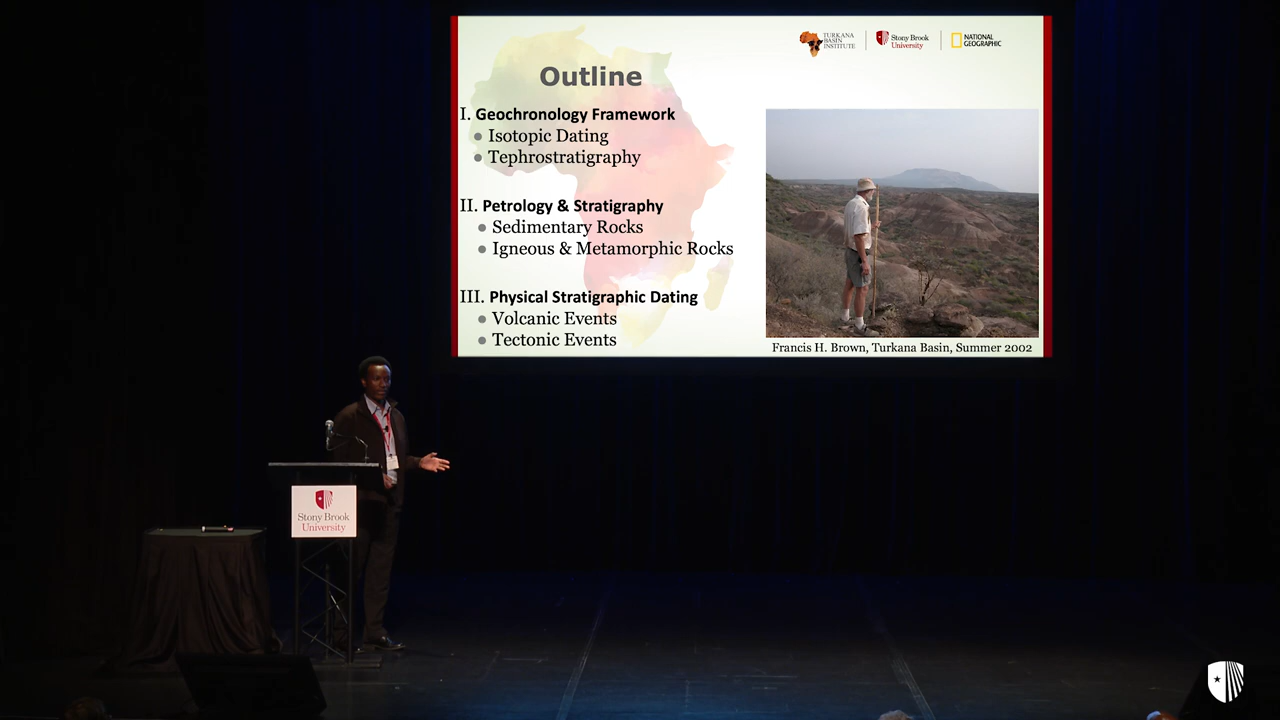 TURKANA
BASIN
INSTITUTE
Stony Brook
University
NATIONAL
GEOGRAPHIC
Outline
I. Geochronology Framework
● Isotopic Dating
● Tephrostratigraphy
II. Petrology & Stratigraphy
● Sedimentary Rocks
● Igneous & Metamorphic Rocks
III. Physical Stratigraphic Dating
● Volcanic Events
● Tectonic Events
Francis H. Brown, Turkana Basin, Summer 2002
Stony Brook
University